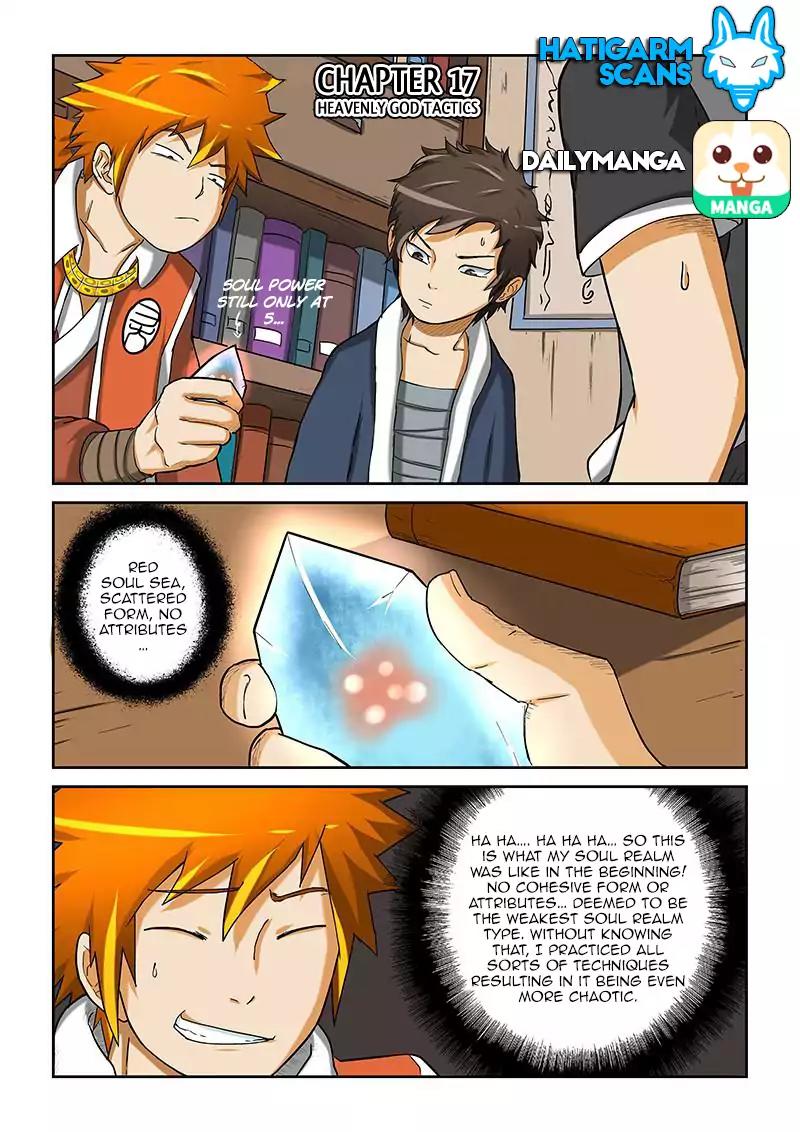 CHAPTER 17
HEAVENLY GOD TACTICS
HATIGARM
SCANS
DAILYMANGA
MANGA
SOUL POWER
STILL ONLY AT
5...
RED
SOUL SEA,
SCATTERED
FORM, NO
ATTRIBUTES
...
HA HA.... HA HA HA... SO THIS
IS WHAT MY SOUL REALM
WAS LIKE IN THE BEGINNING!
NO COHESIVE FORM OR
ATTRIBUTES... DEEMED TO BE
THE WEAKEST SOUL REALM
TYPE. WITHOUT KNOWING
THAT, I PRACTICED ALL
SORTS OF TECHNIQUES
RESULTING IN IT BEING EVEN
MORE CHAOTIC.